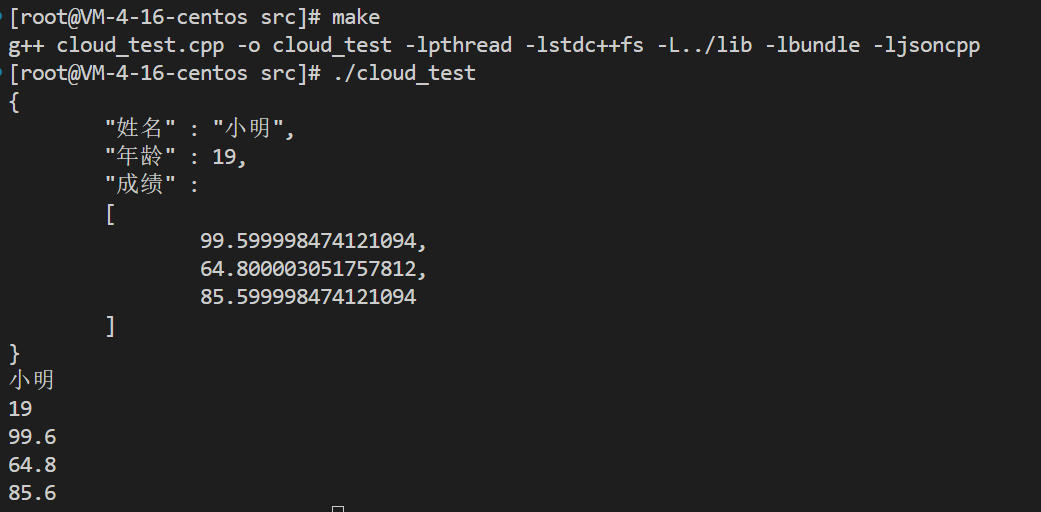 [root@VM-4-16-centos src]# make
g++ cloud_test.cpp -o cloud_test -lpthread -lstdc++fs -L../lib -lbundle -ljsoncpp
[root@VM-4-16-centos src]# ./cloud_test
{
        "姓名" : "小明",
        "年龄" : 19,
        "成绩" :
        [
                99.599998474121094,
                64.800003051757812,
                85.599998474121094
        ]
}
小明
19
99.6
64.8
85.6